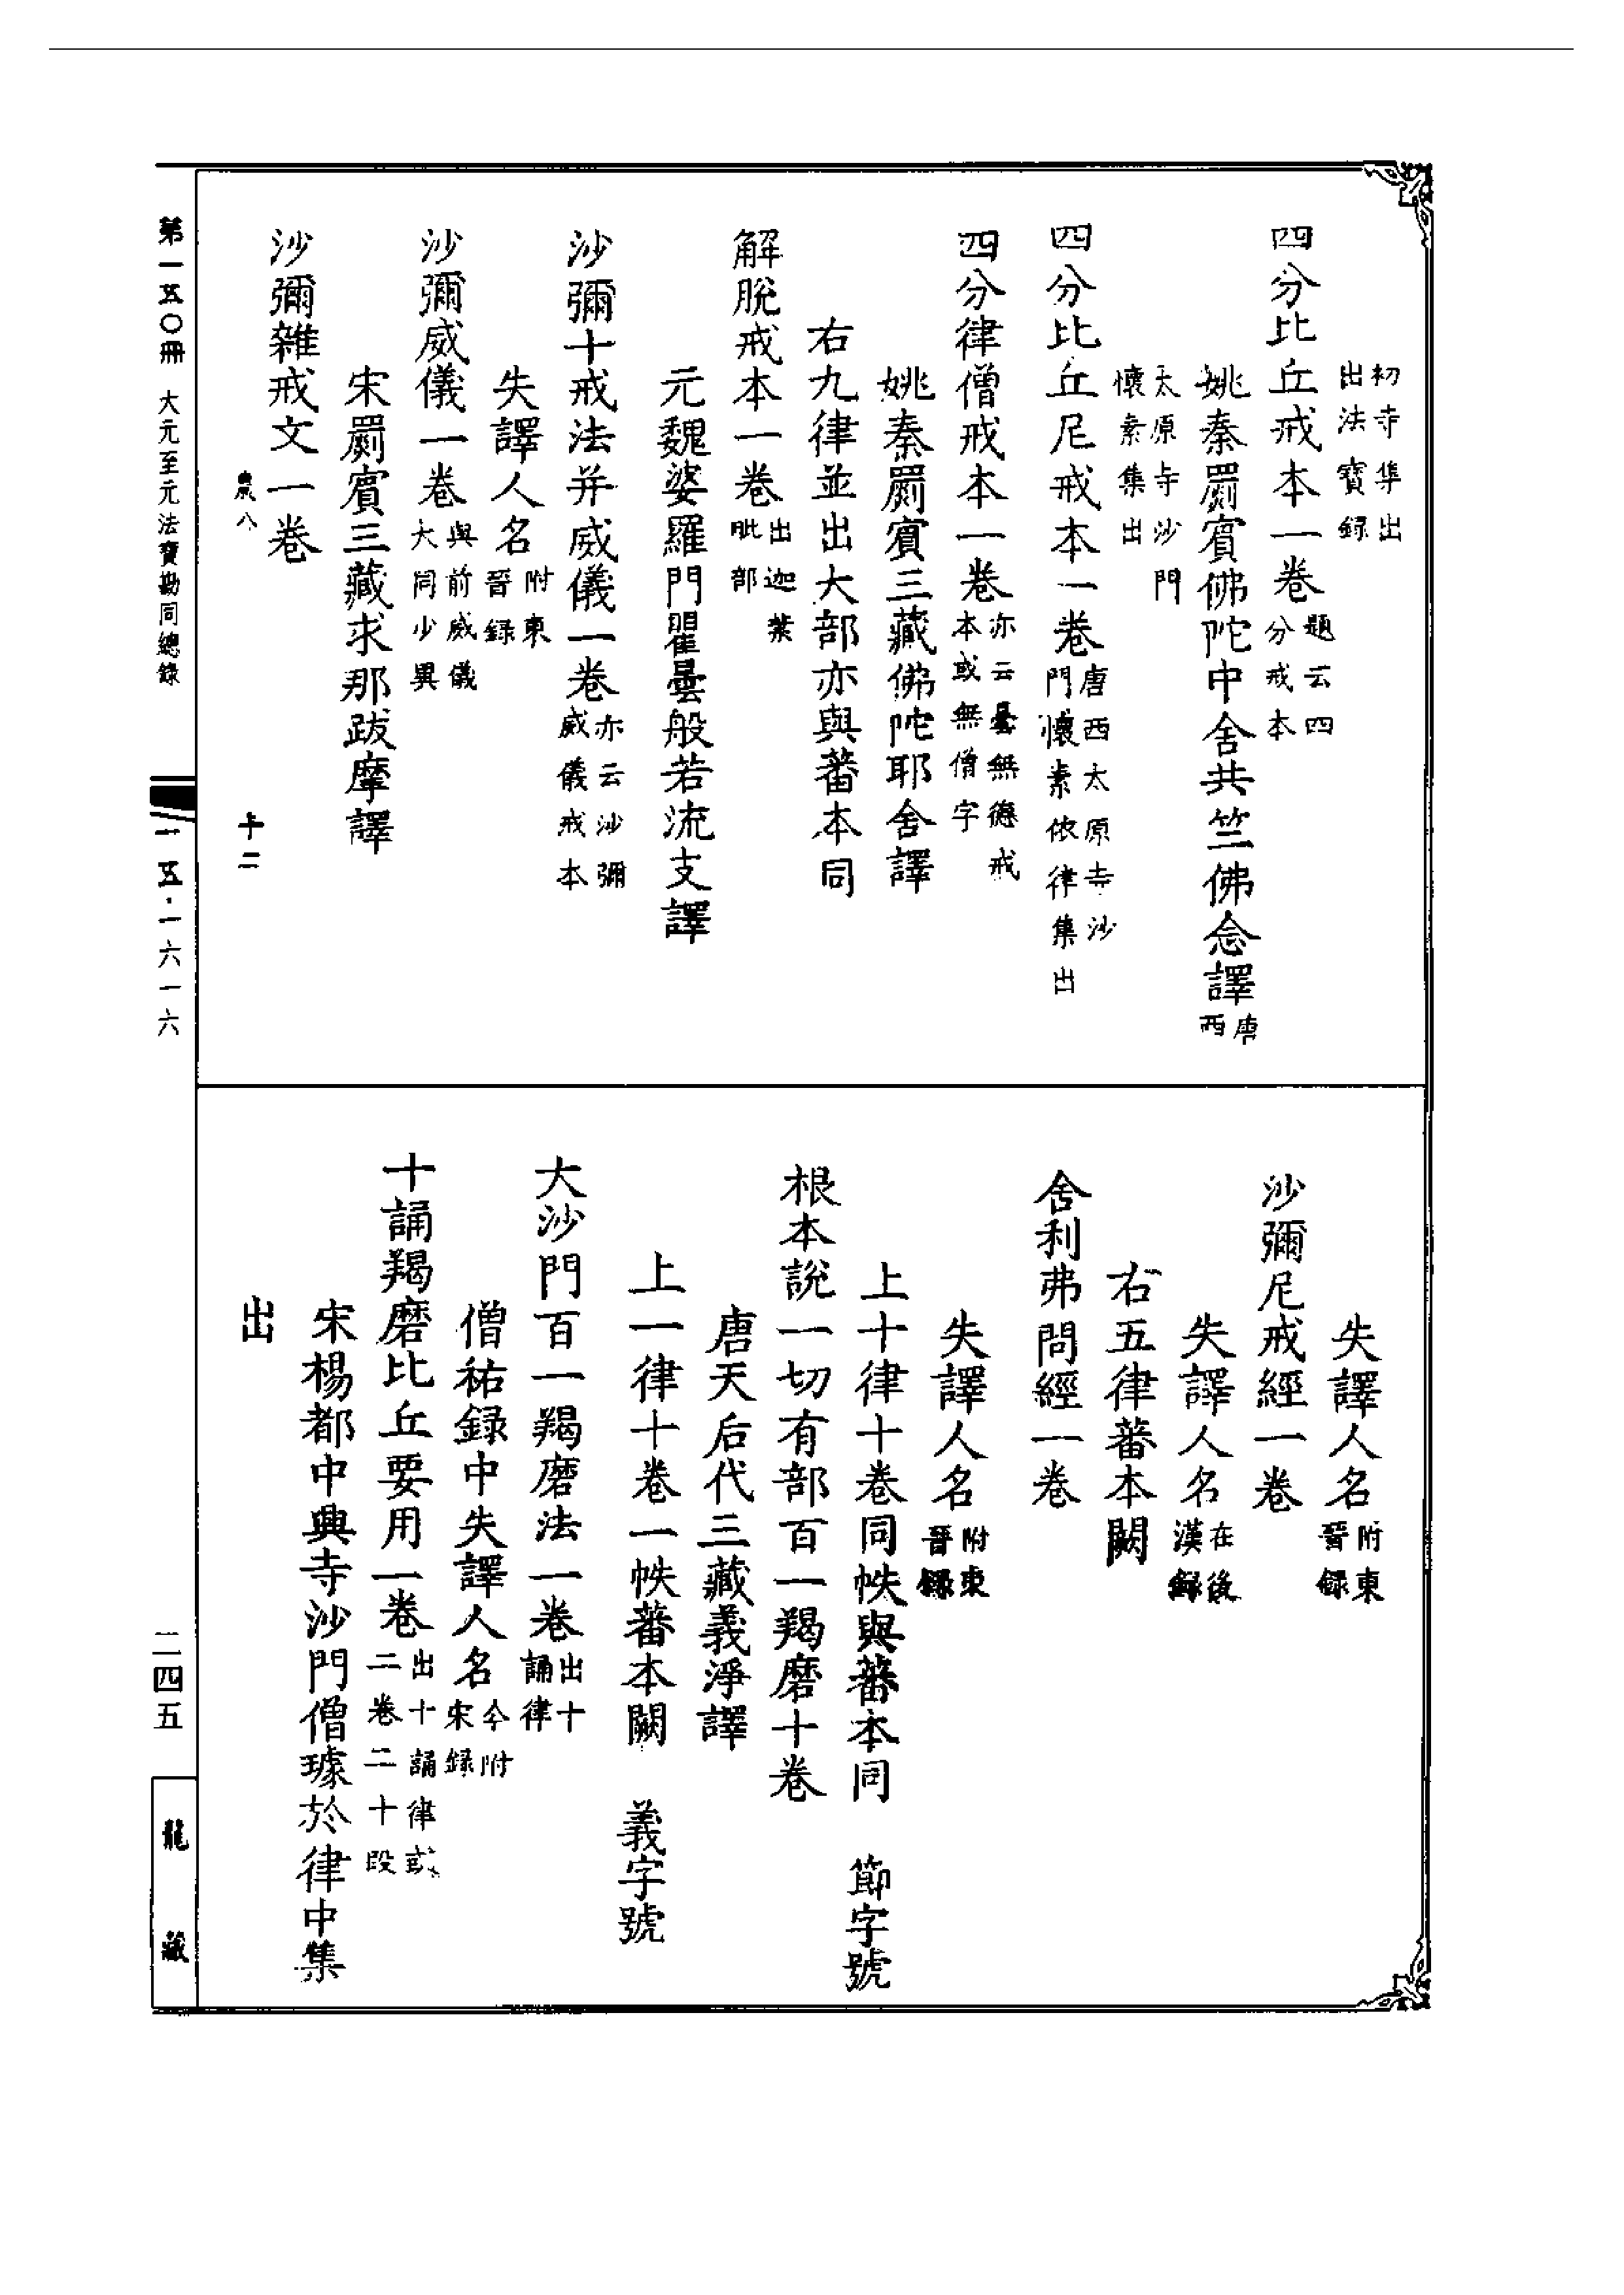 初寺準出
出法寶録
四分比丘戒本一卷題云四分戒本
姚秦罽賓佛陀中舍共竺佛念譯唐西
太原寺沙門
懷素集出
四分比丘尼戒本一卷唐西太原寺沙門懷素依律集出
四分律僧戒本一卷亦云曇無德戒本或無僧字
姚秦罽賓三藏佛陀耶舍譯
右九律並出大部亦與蕃本同
解脫戒本一卷出迦葉毗部
元魏婆羅門瞿曇般若流支譯
沙彌十戒法并威儀一卷亦云沙彌威儀戒本
失譯人名附東晉録
沙彌威儀一卷與前威儀大同少異
宋罽賓三藏求那跋摩譯
沙彌雜戒文一卷
八
十二
失譯人名附東晉録
沙彌尼戒經一卷
失譯人名在後漢録
右五律蕃本闕
舍利弗問經一卷
失譯人名附東晉録
上十律十卷同帙與蕃本同 節字號
根本說一切有部百一羯磨十卷
唐天后代三藏義淨譯
上一律十卷一帙蕃本闕 義字號
大沙門百一羯磨法一卷出十誦律
僧祐録中失譯人名今附宋録
十誦羯磨比丘要用一卷出十誦律或二卷二十段
宋楊都中興寺沙門僧璩於律中集
出
第一五〇冊 大元至元法寶勘同總錄
一五·一六一六
二四五
龍藏